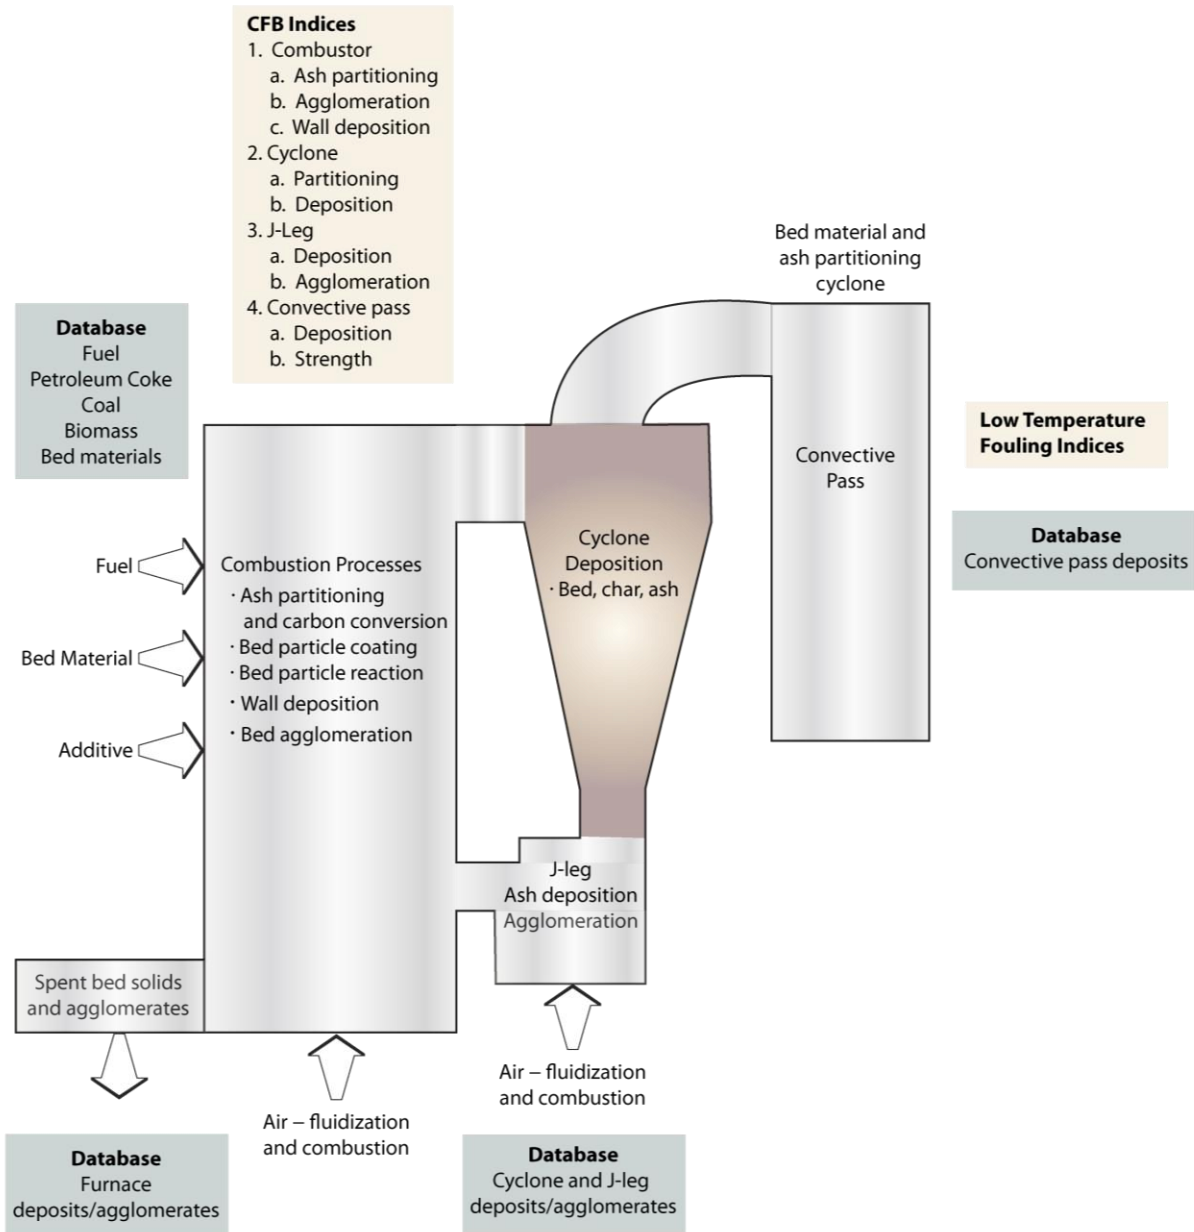 CFB Indices
1. Combustor
a. Ash partitioning
b. Agglomeration
c. Wall deposition
2. Cyclone
a. Partitioning
b. Deposition
3. J-Leg
a. Deposition
b. Agglomeration
4. Convective pass
a. Deposition
b. Strength
Database
Fuel
Petroleum Coke
Coal
Biomass
Bed materials
Bed material and
ash partitioning
cyclone
Convective
Pass
Low Temperature
Fouling Indices
Database
Convective pass deposits
Fuel
Bed Material
Additive
Combustion Processes
· Ash partitioning
and carbon conversion
· Bed particle coating
· Bed particle reaction
· Wall deposition
· Bed agglomeration
Cyclone
Deposition
· Bed, char, ash
J-leg
Ash deposition
Agglomeration
Spent bed solids
and agglomerates
Air – fluidization
and combustion
Air – fluidization
and combustion
Database
Furnace
deposits/agglomerates
Database
Cyclone and J-leg
deposits/agglomerates